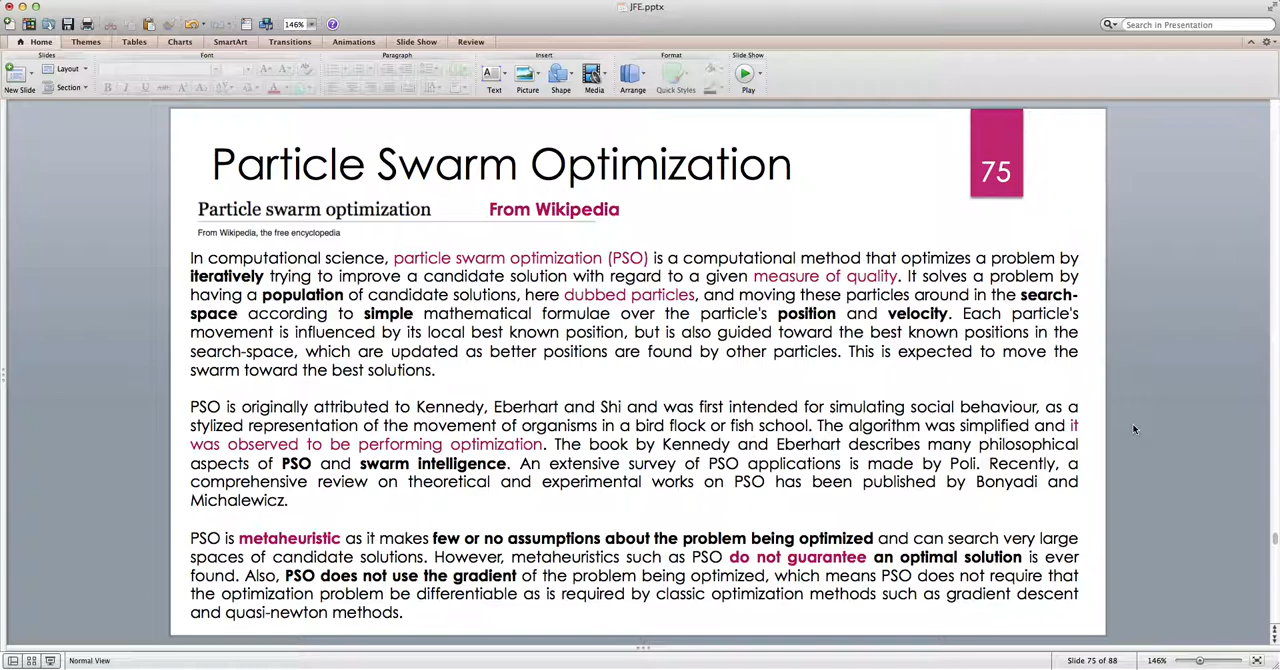 JFE.pptx
146%
Search in Presentation
Home Themes Tables Charts SmartArt Transitions Animations Slide Show Review
Slides Font Paragraph Insert Format Slide Show
Layout
Section
New Slide Text Picture Shape Media Arrange Quick Styles Play
Particle Swarm Optimization
75
Particle swarm optimization From Wikipedia
From Wikipedia, the free encyclopedia
In computational science, particle swarm optimization (PSO) is a computational method that optimizes a problem by
iteratively trying to improve a candidate solution with regard to a given measure of quality. It solves a problem by
having a population of candidate solutions, here dubbed particles, and moving these particles around in the search-
space according to simple mathematical formulae over the particle's position and velocity. Each particle's
movement is influenced by its local best known position, but is also guided toward the best known positions in the
search-space, which are updated as better positions are found by other particles. This is expected to move the
swarm toward the best solutions.
PSO is originally attributed to Kennedy, Eberhart and Shi and was first intended for simulating social behaviour, as a
stylized representation of the movement of organisms in a bird flock or fish school. The algorithm was simplified and it
was observed to be performing optimization. The book by Kennedy and Eberhart describes many philosophical
aspects of PSO and swarm intelligence. An extensive survey of PSO applications is made by Poli. Recently, a
comprehensive review on theoretical and experimental works on PSO has been published by Bonyadi and
Michalewicz.
PSO is metaheuristic as it makes few or no assumptions about the problem being optimized and can search very large
spaces of candidate solutions. However, metaheuristics such as PSO do not guarantee an optimal solution is ever
found. Also, PSO does not use the gradient of the problem being optimized, which means PSO does not require that
the optimization problem be differentiable as is required by classic optimization methods such as gradient descent
and quasi-newton methods.
Normal View Slide 75 of 88 146%